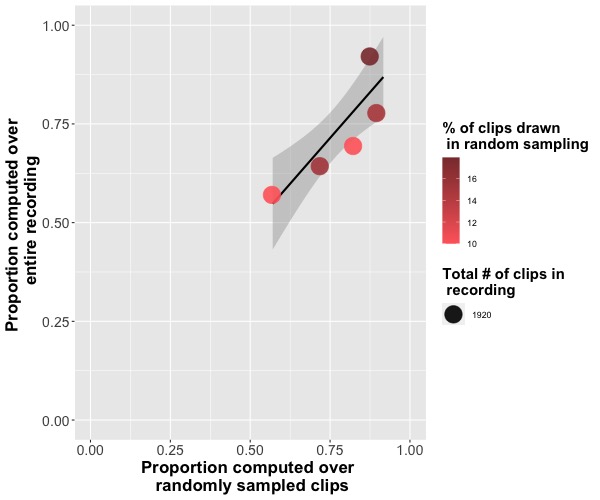 1.00
0.75
0.50
0.25
0.00
Proportion computed over
entire recording
0.00 0.25 0.50 0.75 1.00
Proportion computed over
randomly sampled clips
% of clips drawn
in random sampling
16
14
12
10
Total # of clips in
recording
1920